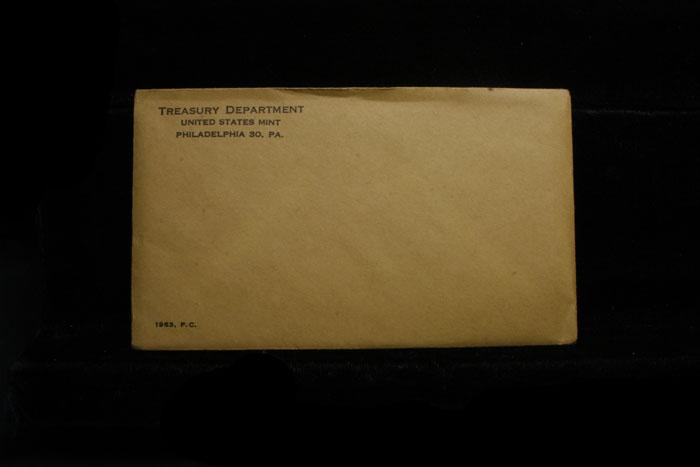 TREASURY DEPARTMENT
UNITED STATES MINT
PHILADELPHIA 30, PA.
1963, P.C.